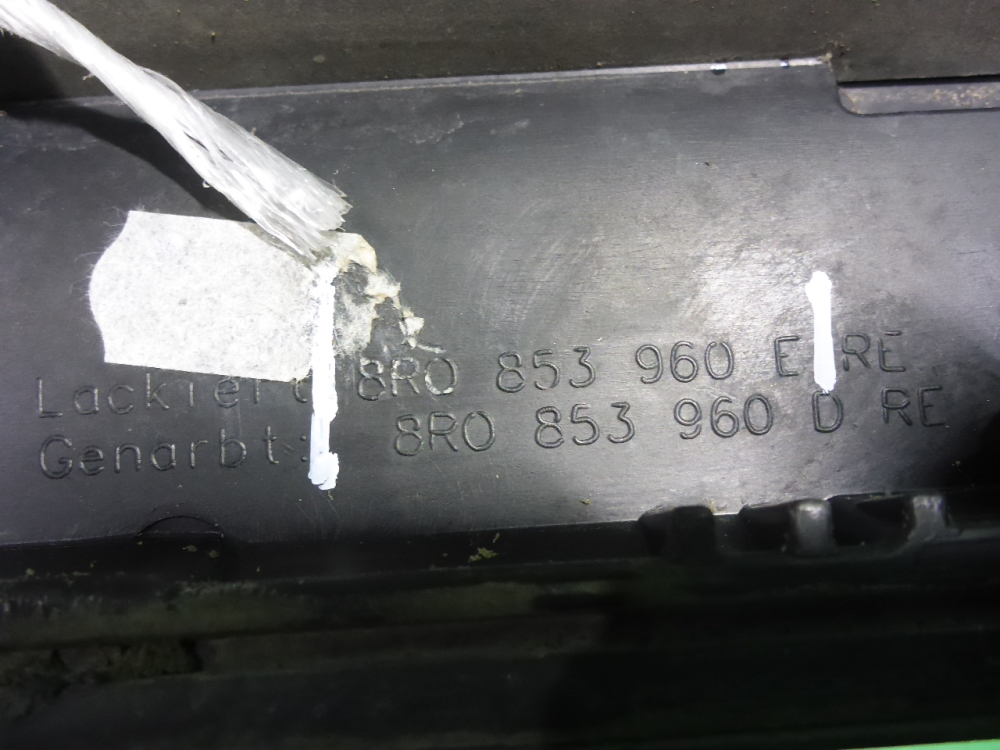 Lackiert 8R0 853 960 E RE
Genarbt: 8R0 853 960 D RE